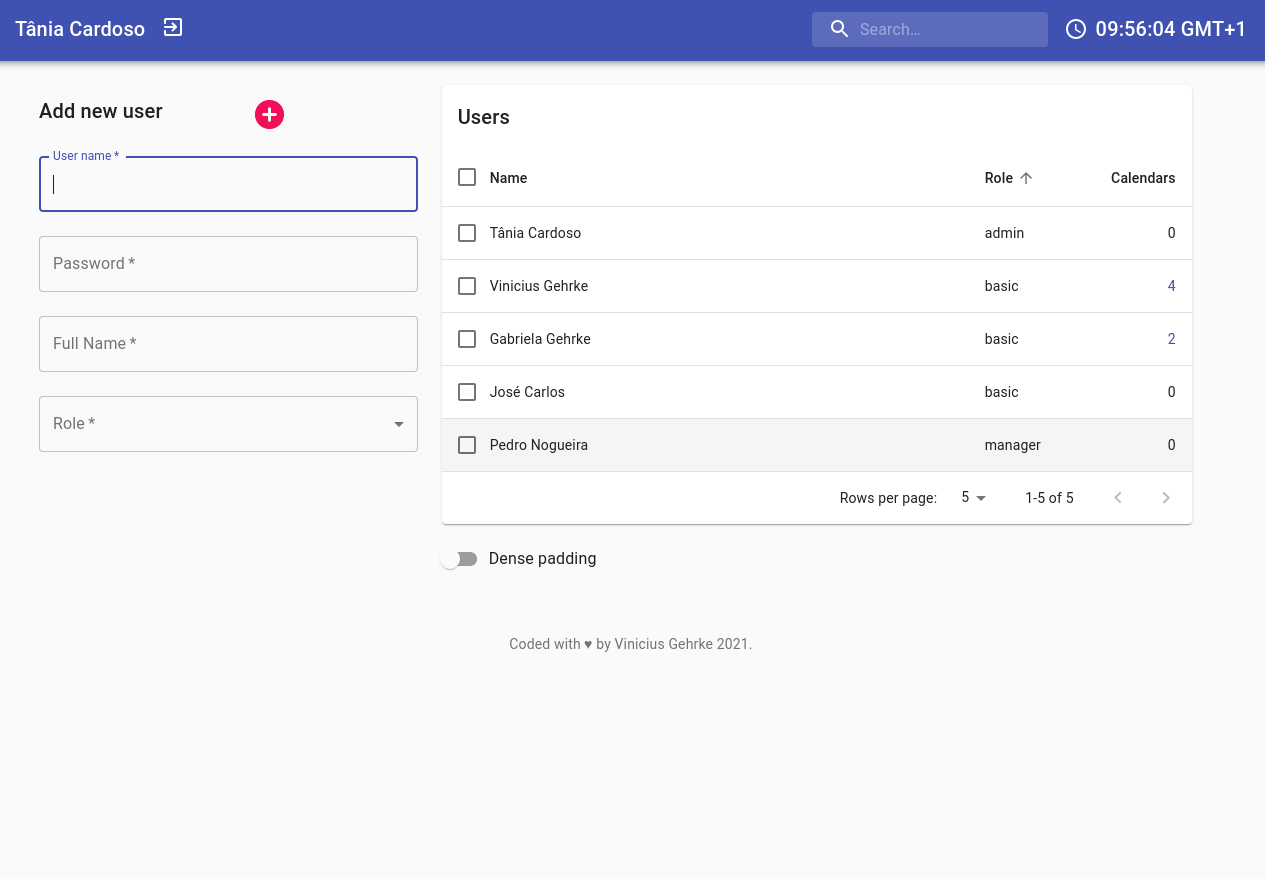 Tânia Cardoso
Search…
09:56:04 GMT+1
Add new user
User name *
Password *
Full Name *
Role *
Users
Name Role Calendars
Tânia Cardoso admin 0
Vinicius Gehrke basic 4
Gabriela Gehrke basic 2
José Carlos basic 0
Pedro Nogueira manager 0
Rows per page: 5 1-5 of 5
Dense padding
Coded with ♥ by Vinicius Gehrke 2021.